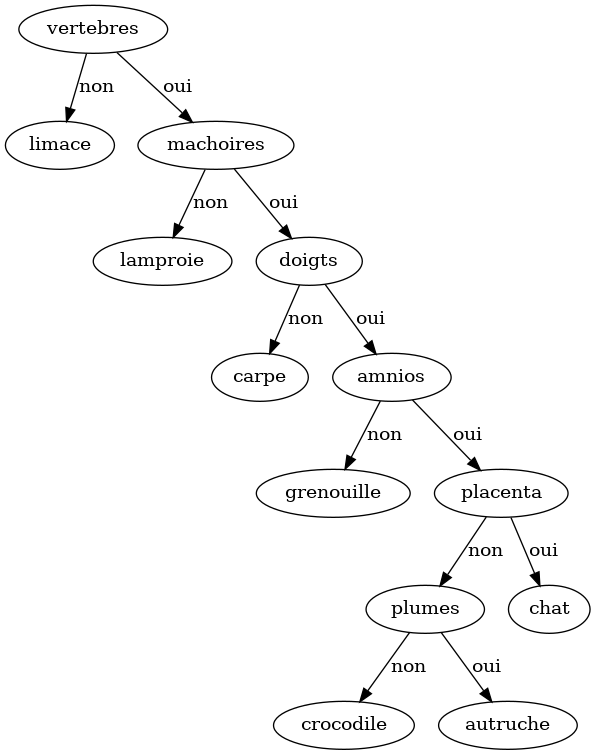 vertebres
non oui
limace machoires
non oui
lamproie doigts
non oui
carpe amnios
non oui
grenouille placenta
non oui
plumes chat
non oui
crocodile autruche